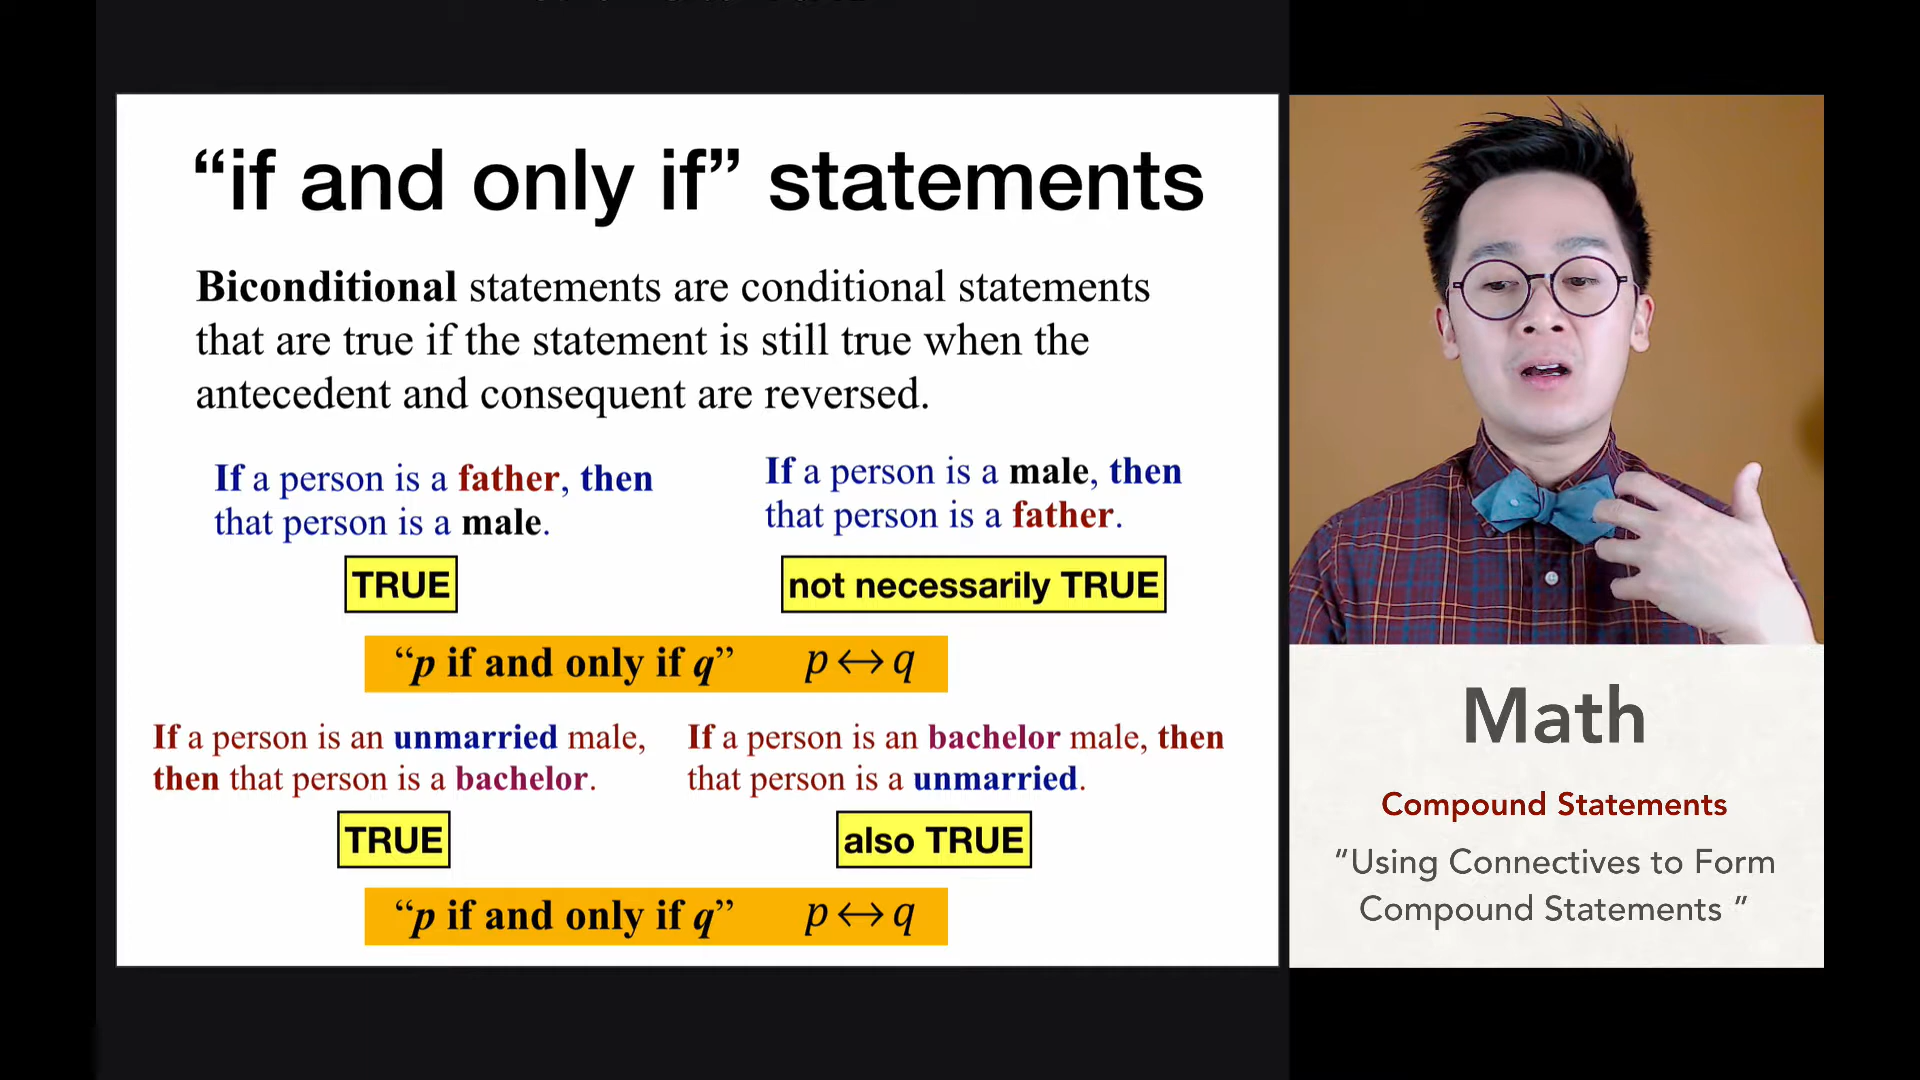 “if and only if” statements
Biconditional statements are conditional statements
that are true if the statement is still true when the
antecedent and consequent are reversed.
If a person is a father, then
that person is a male.
TRUE
If a person is a male, then
that person is a father.
not necessarily TRUE
“p if and only if q” p↔q
If a person is an unmarried male,
then that person is a bachelor.
TRUE
If a person is an bachelor male, then
that person is a unmarried.
also TRUE
“p if and only if q” p↔q
Math
Compound Statements
“Using Connectives to Form
Compound Statements ”